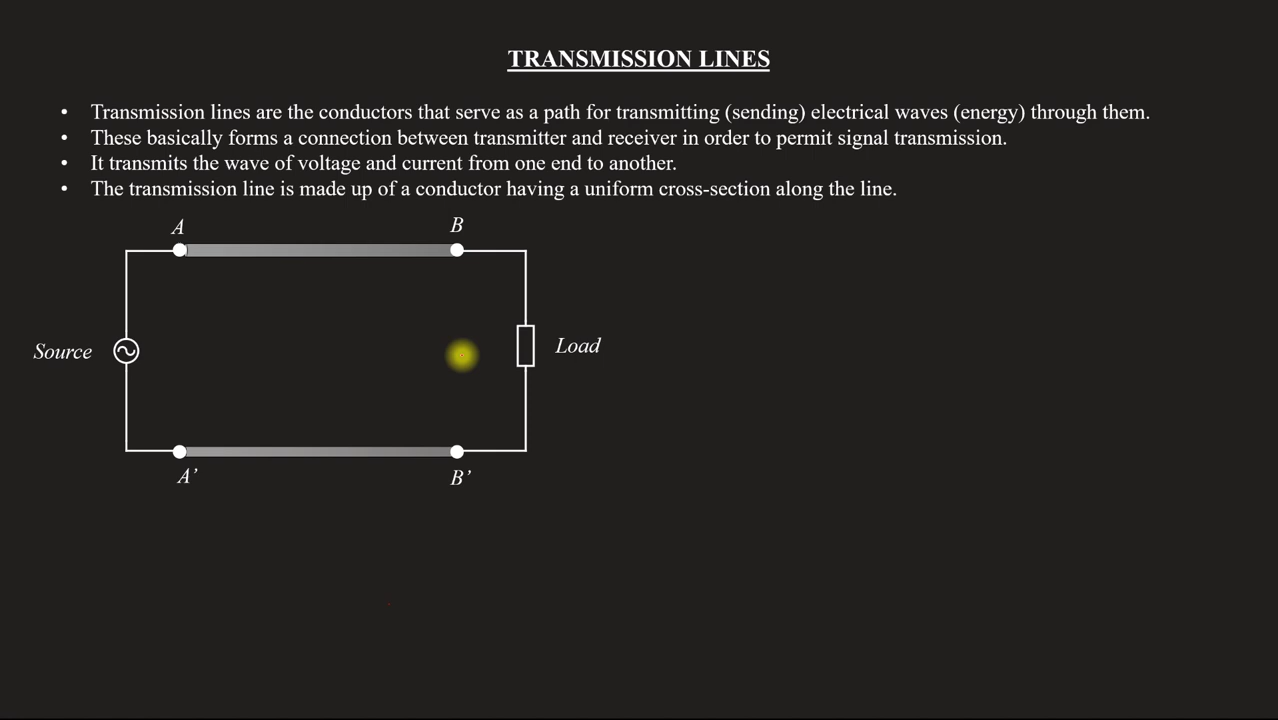 TRANSMISSION LINES
• Transmission lines are the conductors that serve as a path for transmitting (sending) electrical waves (energy) through them.
• These basically forms a connection between transmitter and receiver in order to permit signal transmission.
• It transmits the wave of voltage and current from one end to another.
• The transmission line is made up of a conductor having a uniform cross-section along the line.
A B
Source Load
A’ B’